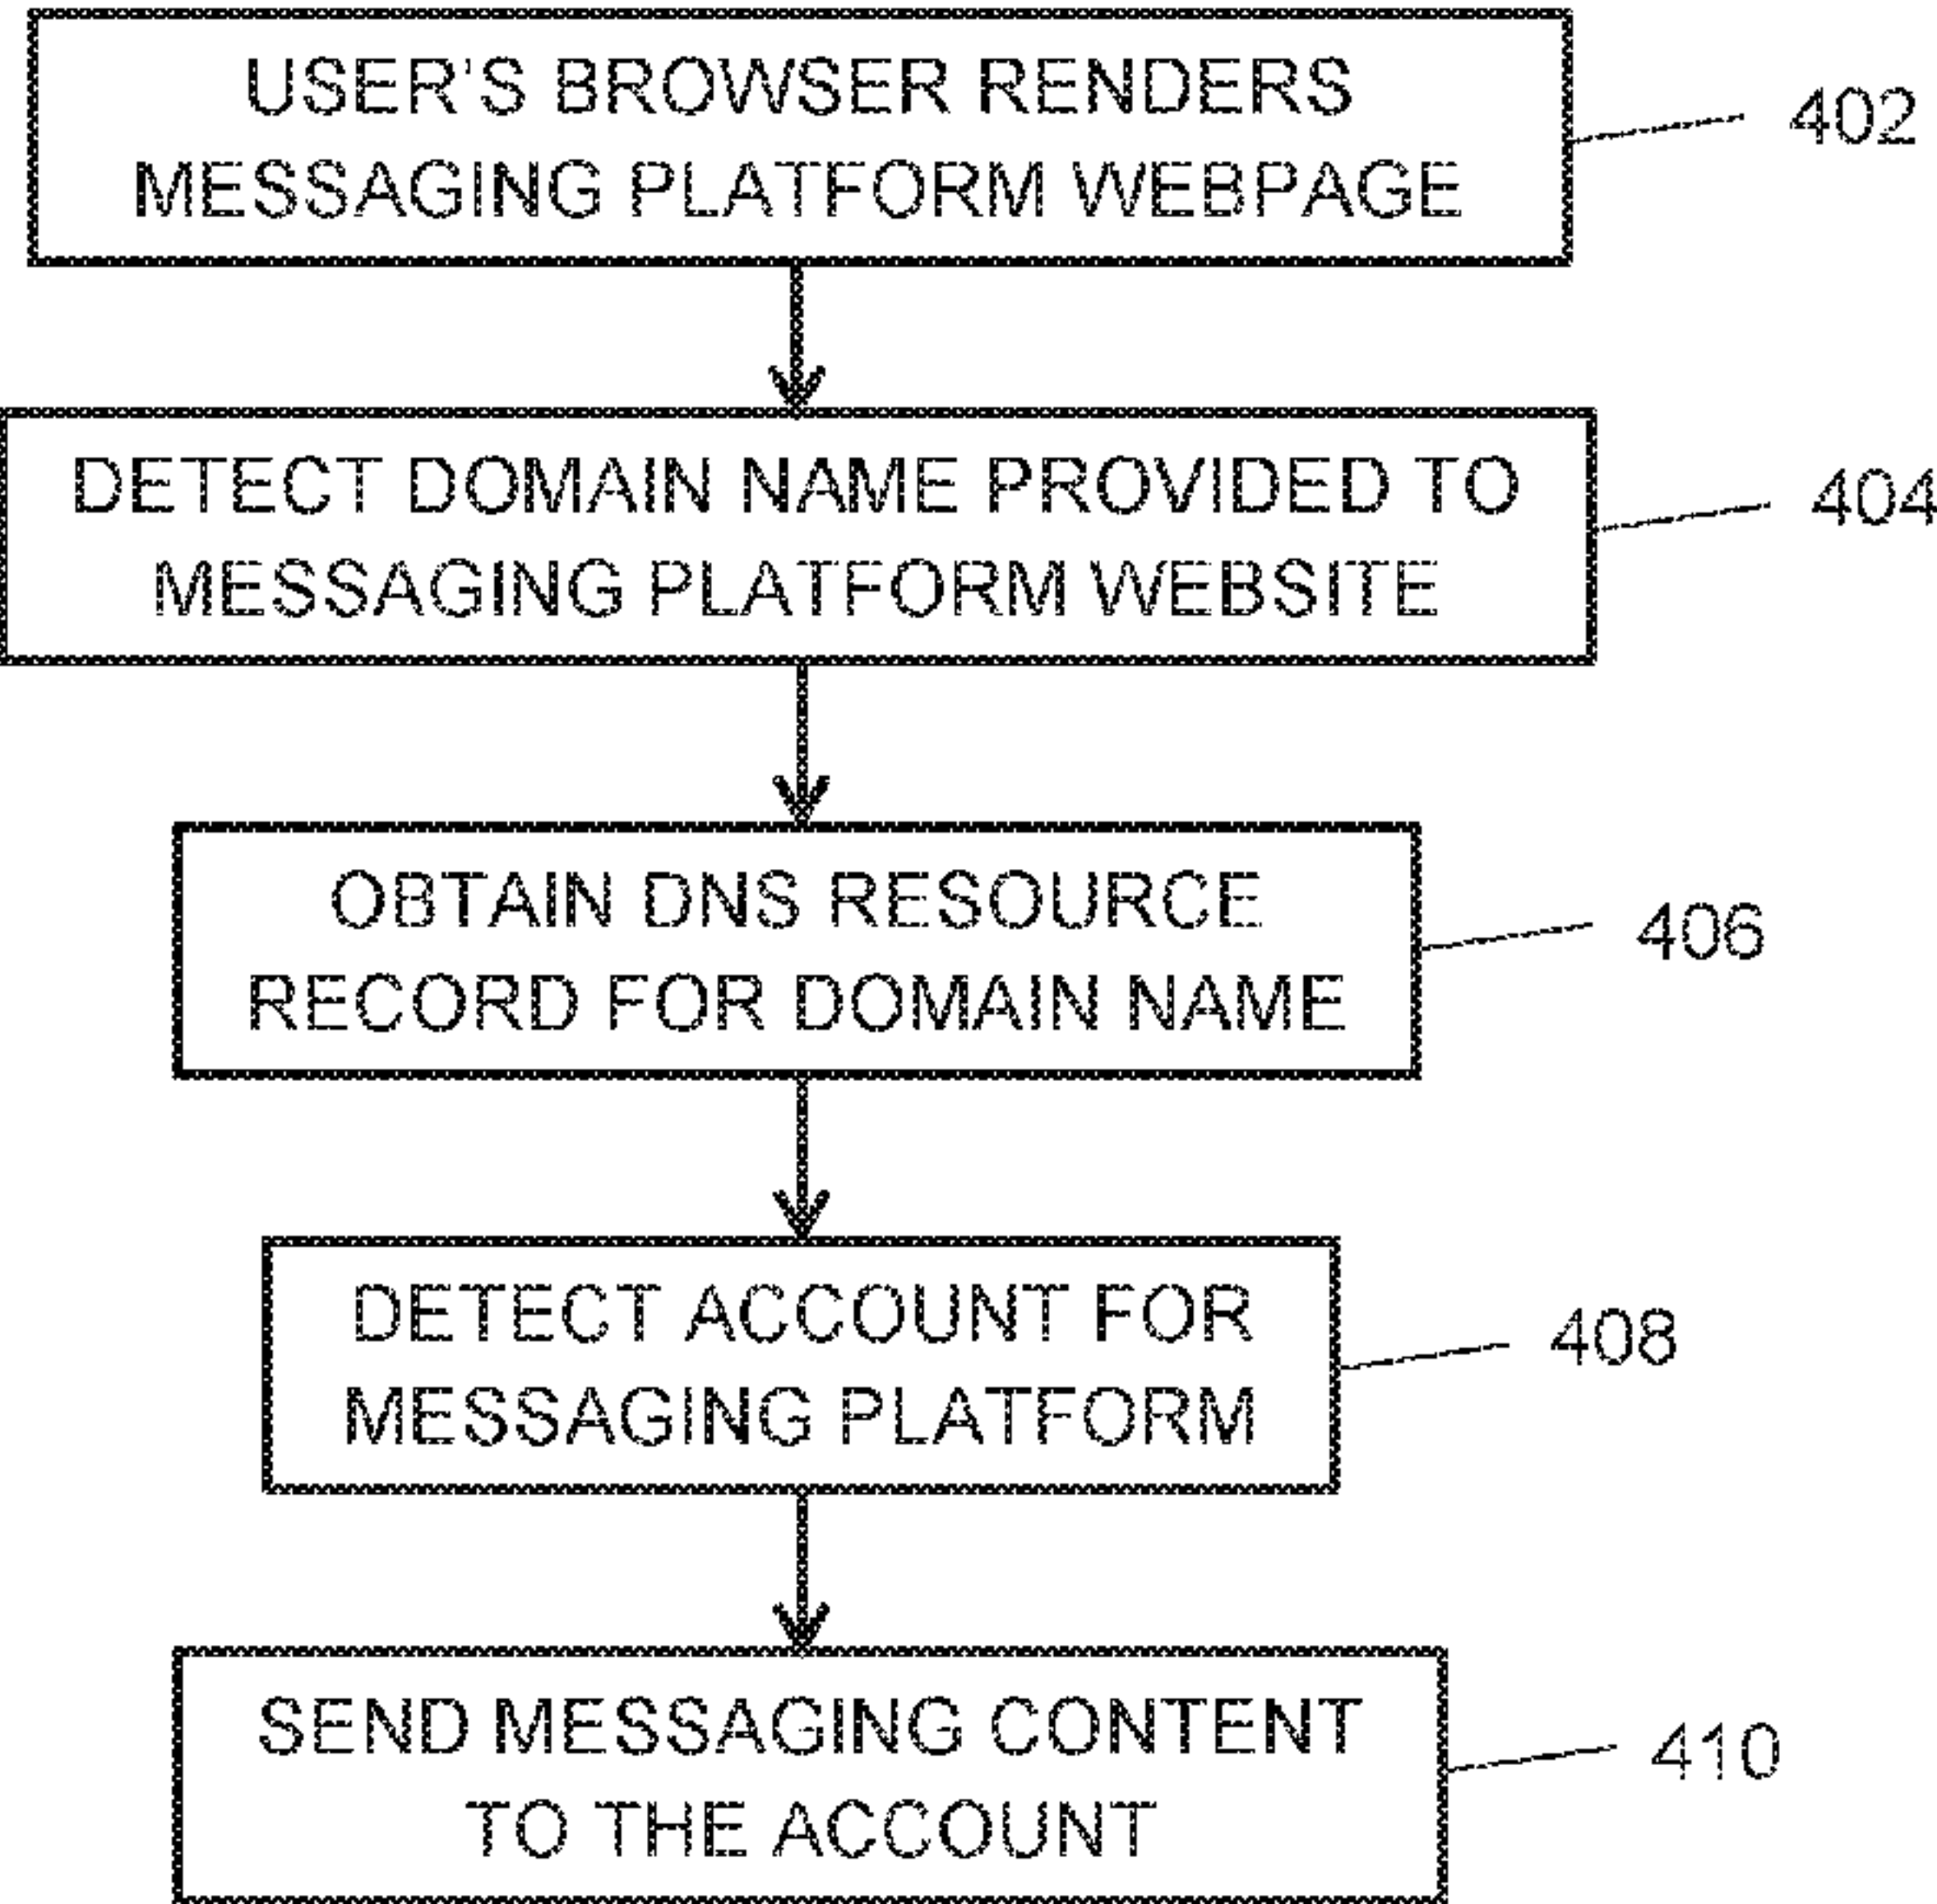 USER'S BROWSER RENDERS
MESSAGING PLATFORM WEBPAGE
402
DETECT DOMAIN NAME PROVIDED TO
MESSAGING PLATFORM WEBSITE
404
OBTAIN DNS RESOURCE
RECORD FOR DOMAIN NAME
406
DETECT ACCOUNT FOR
MESSAGING PLATFORM
408
SEND MESSAGING CONTENT
TO THE ACCOUNT
410